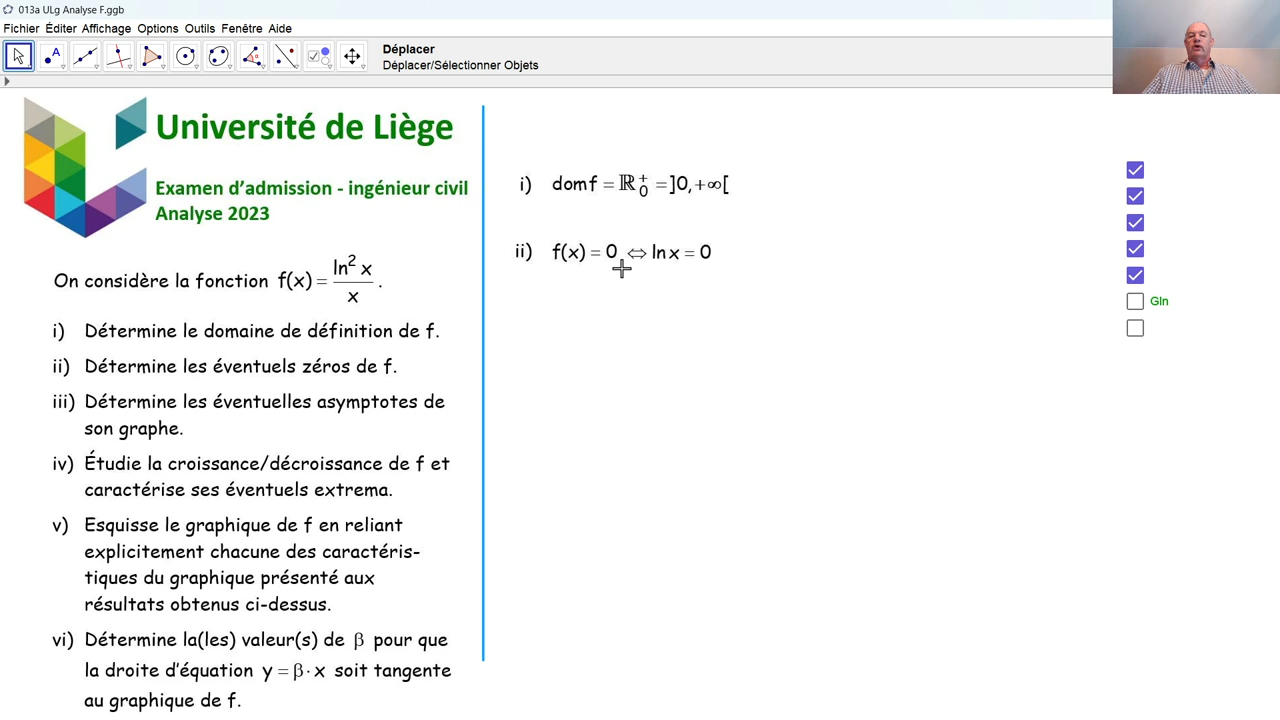 013a ULg Analyse F.ggb
Fichier Éditer Affichage Options Outils Fenêtre Aide
A
Déplacer
Déplacer/Sélectionner Objets
Université de Liège
Examen d'admission - ingénieur civil
Analyse 2023
On considère la fonction f(x) = ln² x / x .
i) Détermine le domaine de définition de f.
ii) Détermine les éventuels zéros de f.
iii) Détermine les éventuelles asymptotes de
son graphe.
iv) Étudie la croissance/décroissance de f et
caractérise ses éventuels extrema.
v) Esquisse le graphique de f en reliant
explicitement chacune des caractéris-
tiques du graphique présenté aux
résultats obtenus ci-dessus.
vi) Détermine la(les) valeur(s) de β pour que
la droite d'équation y = β · x soit tangente
au graphique de f.
i) dom f = ℝ₀⁺ = ]0, +∞[
ii) f(x) = 0 ⇔ ln x = 0
Gln